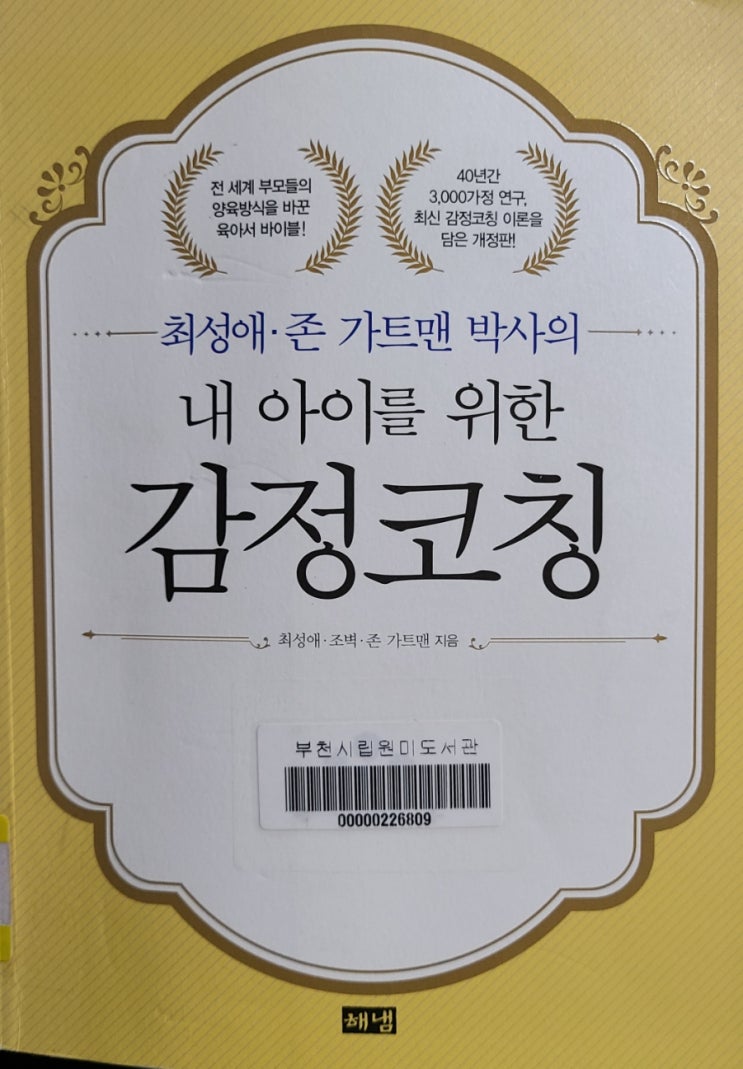 전 세계 부모들의
양육방식을 바꾼
육아서 바이블!
40년간
3,000가정 연구,
최신 감정코칭 이론을
담은 개정판!
최성애·존 가트맨 박사의
내 아이를 위한
감정코칭
최성애·조벽·존 가트맨 지음
부천시립원미도서관
00000226809
해냄